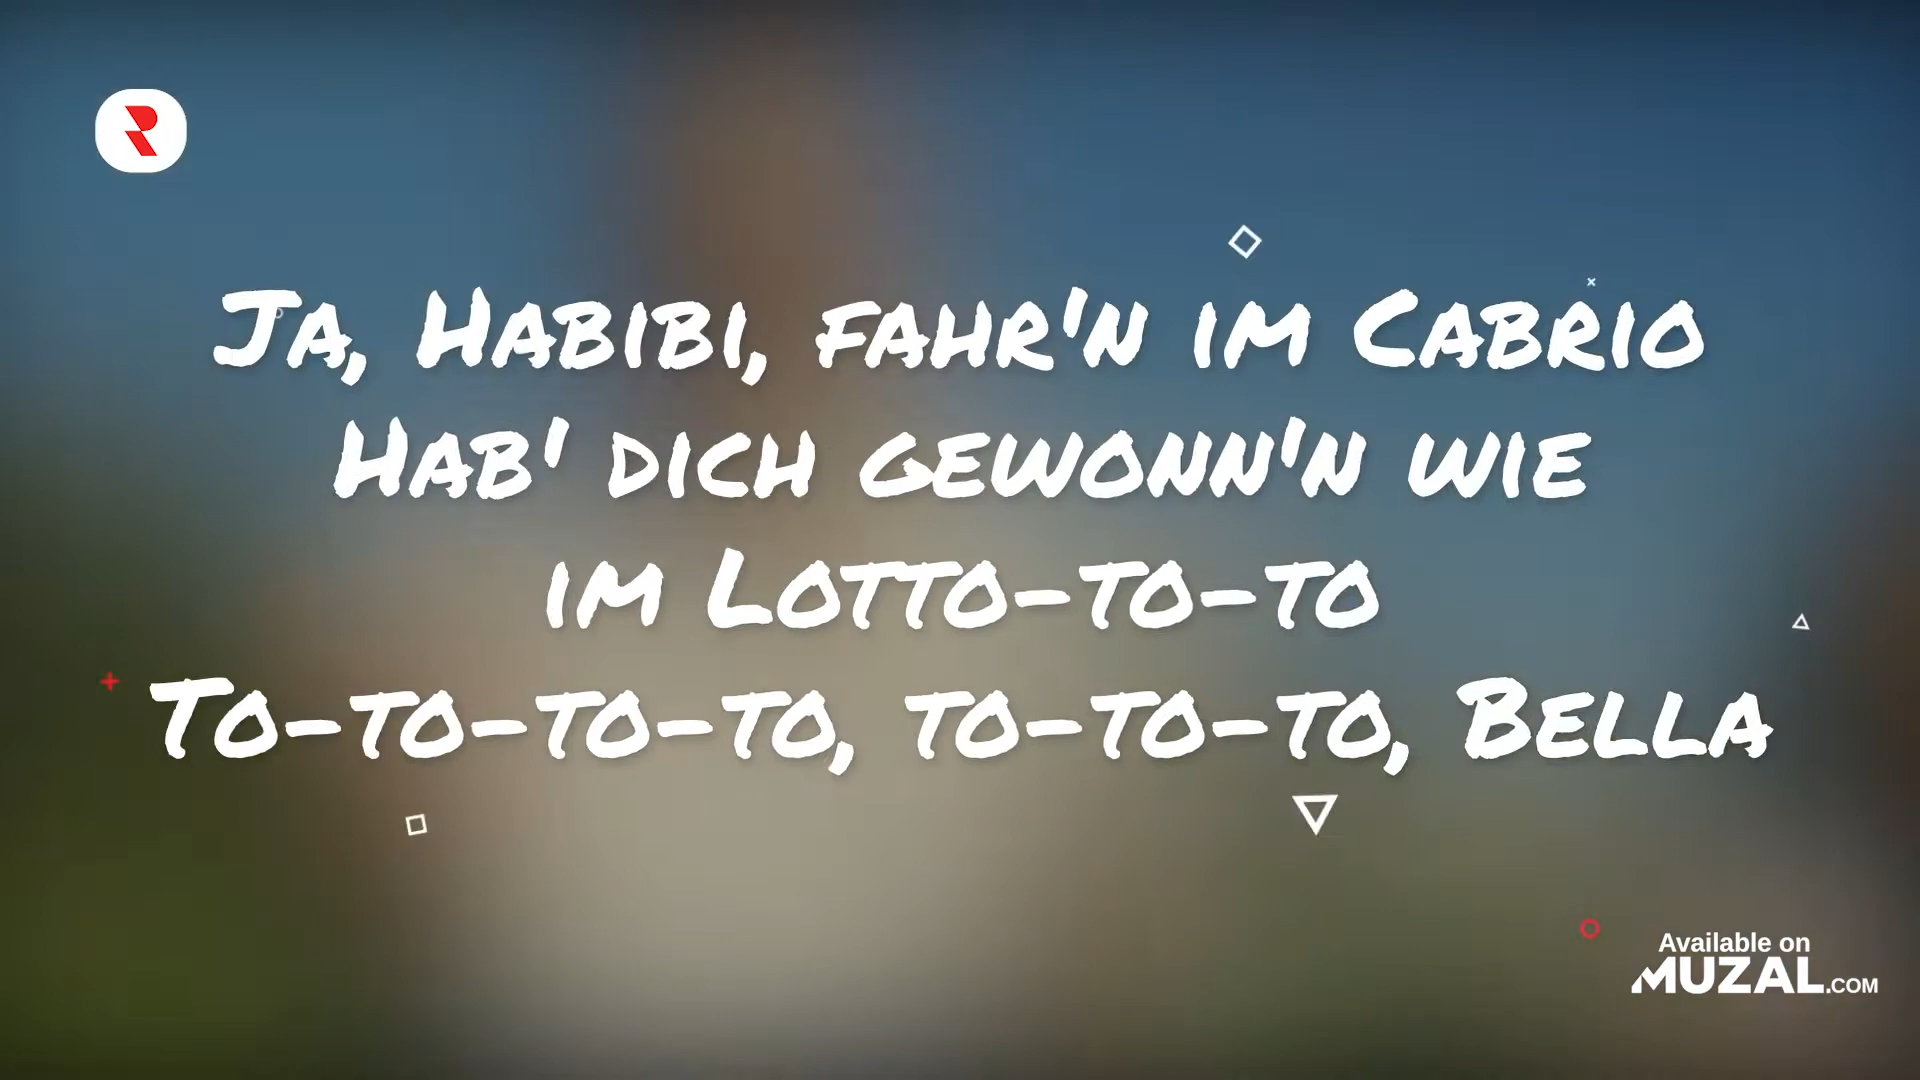 Ja, Habibi, fahr'n im Cabrio
Hab' dich gewonn'n wie
im Lotto-to-to
To-to-to-to, to-to-to, Bella
Available on
MUZAL.COM